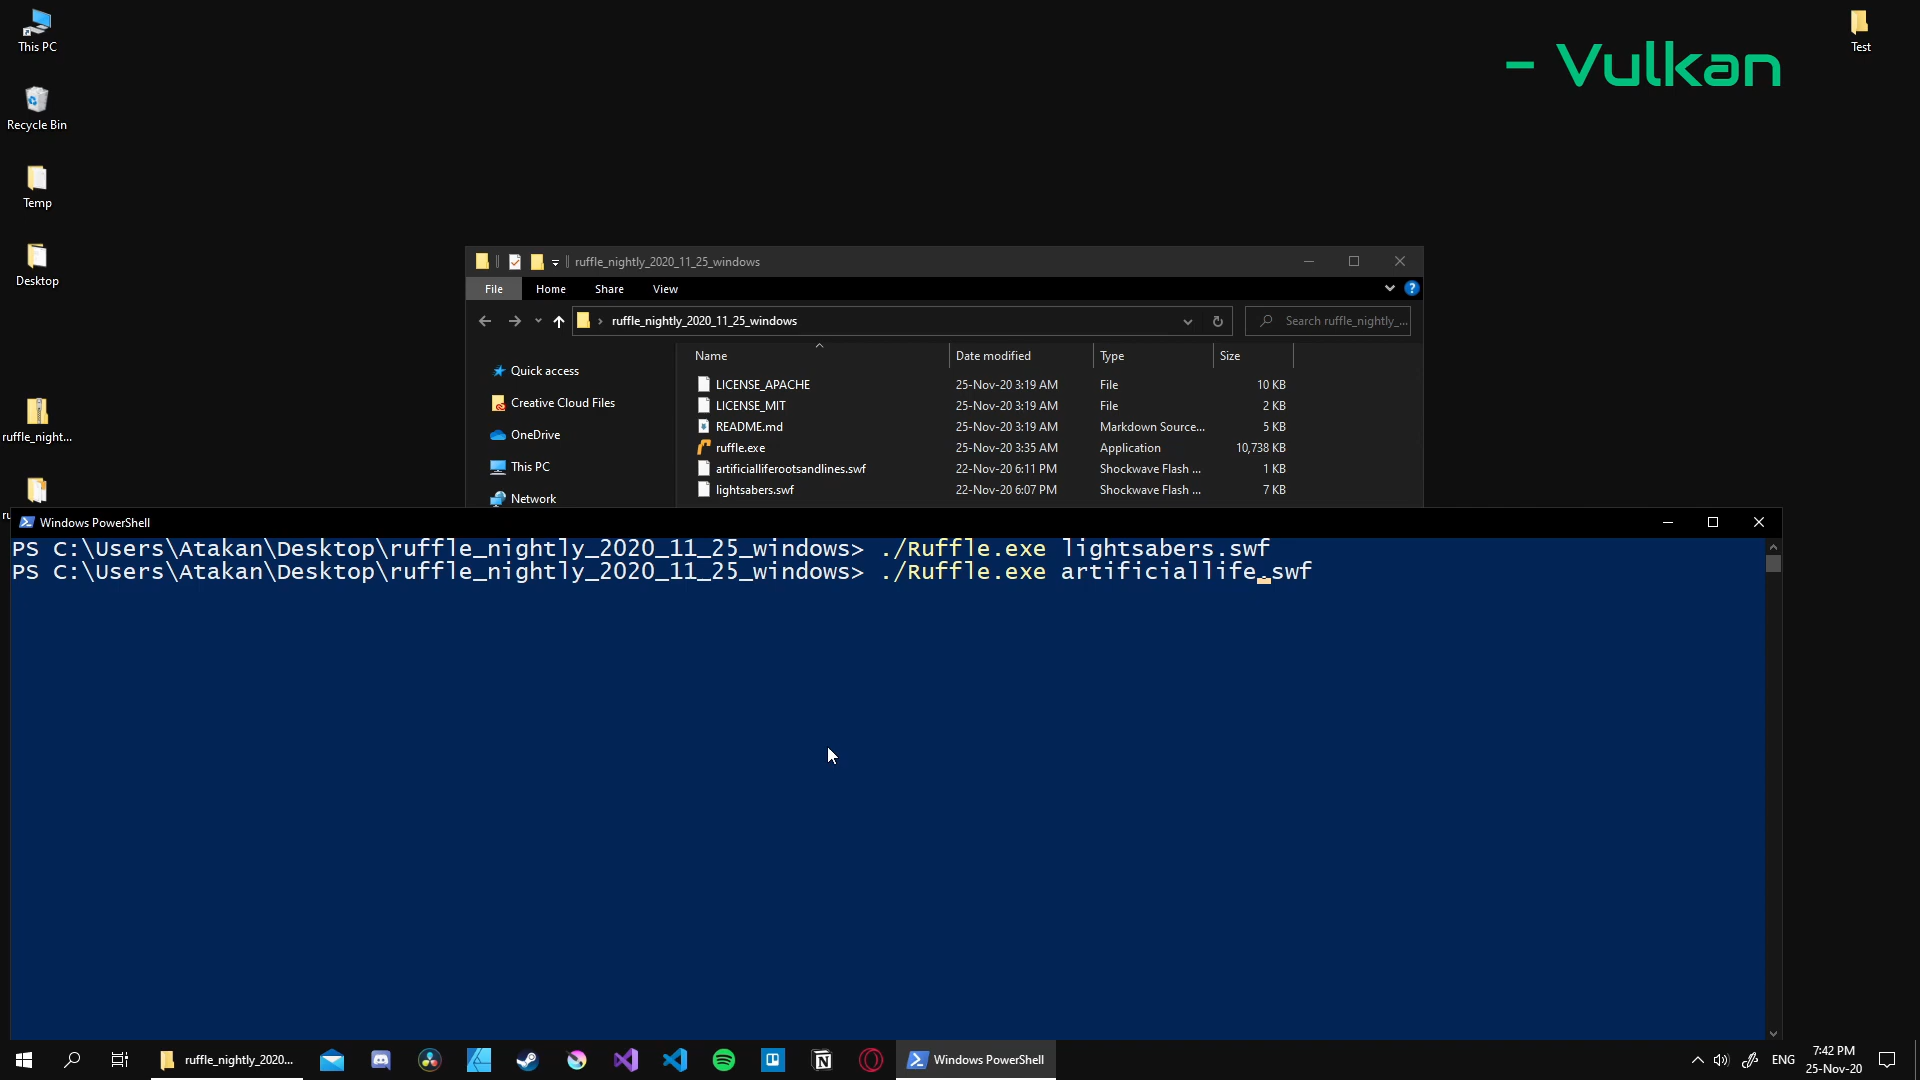 This PC
Recycle Bin
Temp
Desktop
ruffle_night...
Test
- Vulkan
ruffle_nightly_2020_11_25_windows
File Home Share View
ruffle_nightly_2020_11_25_windows
Search ruffle_nightly_...
Name Date modified Type Size
Quick access
Creative Cloud Files
OneDrive
This PC
Network
LICENSE_APACHE 25-Nov-20 3:19 AM File 10 KB
LICENSE_MIT 25-Nov-20 3:19 AM File 2 KB
README.md 25-Nov-20 3:19 AM Markdown Source... 5 KB
ruffle.exe 25-Nov-20 3:35 AM Application 10,738 KB
artificialliferootsandlines.swf 22-Nov-20 6:11 PM Shockwave Flash ... 1 KB
lightsabers.swf 22-Nov-20 6:07 PM Shockwave Flash ... 7 KB
Windows PowerShell
PS C:\Users\Atakan\Desktop\ruffle_nightly_2020_11_25_windows> ./Ruffle.exe lightsabers.swf
PS C:\Users\Atakan\Desktop\ruffle_nightly_2020_11_25_windows> ./Ruffle.exe artificiallife.swf
ruffle_nightly_2020...
Windows PowerShell
ENG
7:42 PM
25-Nov-20